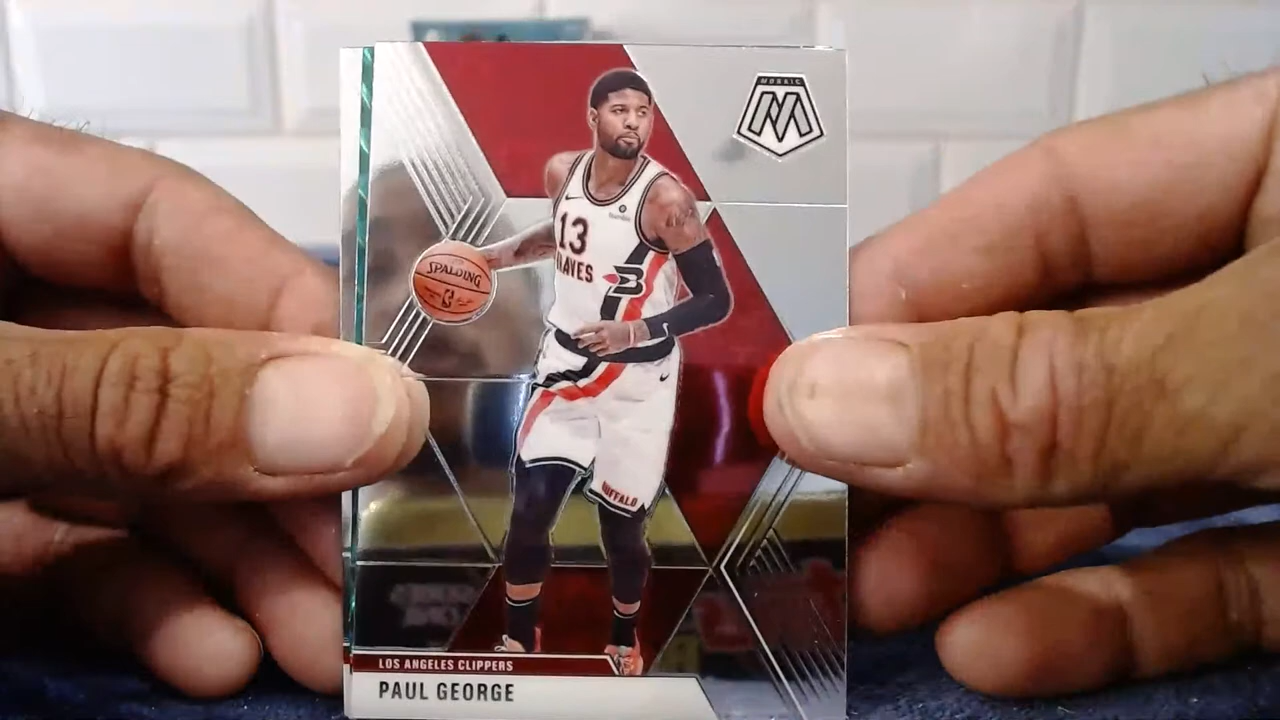 MOSAIC
13
BRAVES
B
SPALDING
BUFFALO
LOS ANGELES CLIPPERS
PAUL GEORGE